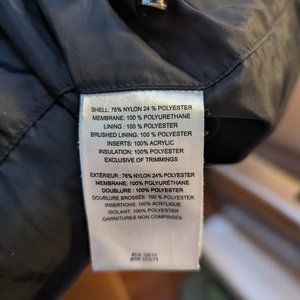 SHELL: 76% NYLON 24 % POLYESTER
MEMBRANE: 100 % POLYURETHANE
LINING : 100 % POLYESTER
BRUSHED LINING : 100 % POLYESTER
INSERTS: 100% ACRYLIC
INSULATION: 100% POLYESTER
EXCLUSIVE OF TRIMMINGS
EXTÉRIEUR : 76% NYLON 24 % POLYESTER
MEMBRANE: 100% POLYURÉTHANE
DOUBLURE : 100 % POLYESTER
DOUBLURE BROSSÉE : 100 % POLYESTER
INSERTIONS: 100% ACRYLIQUE
ISOLANT: 100% POLYESTER
COMME NON COMPRISES